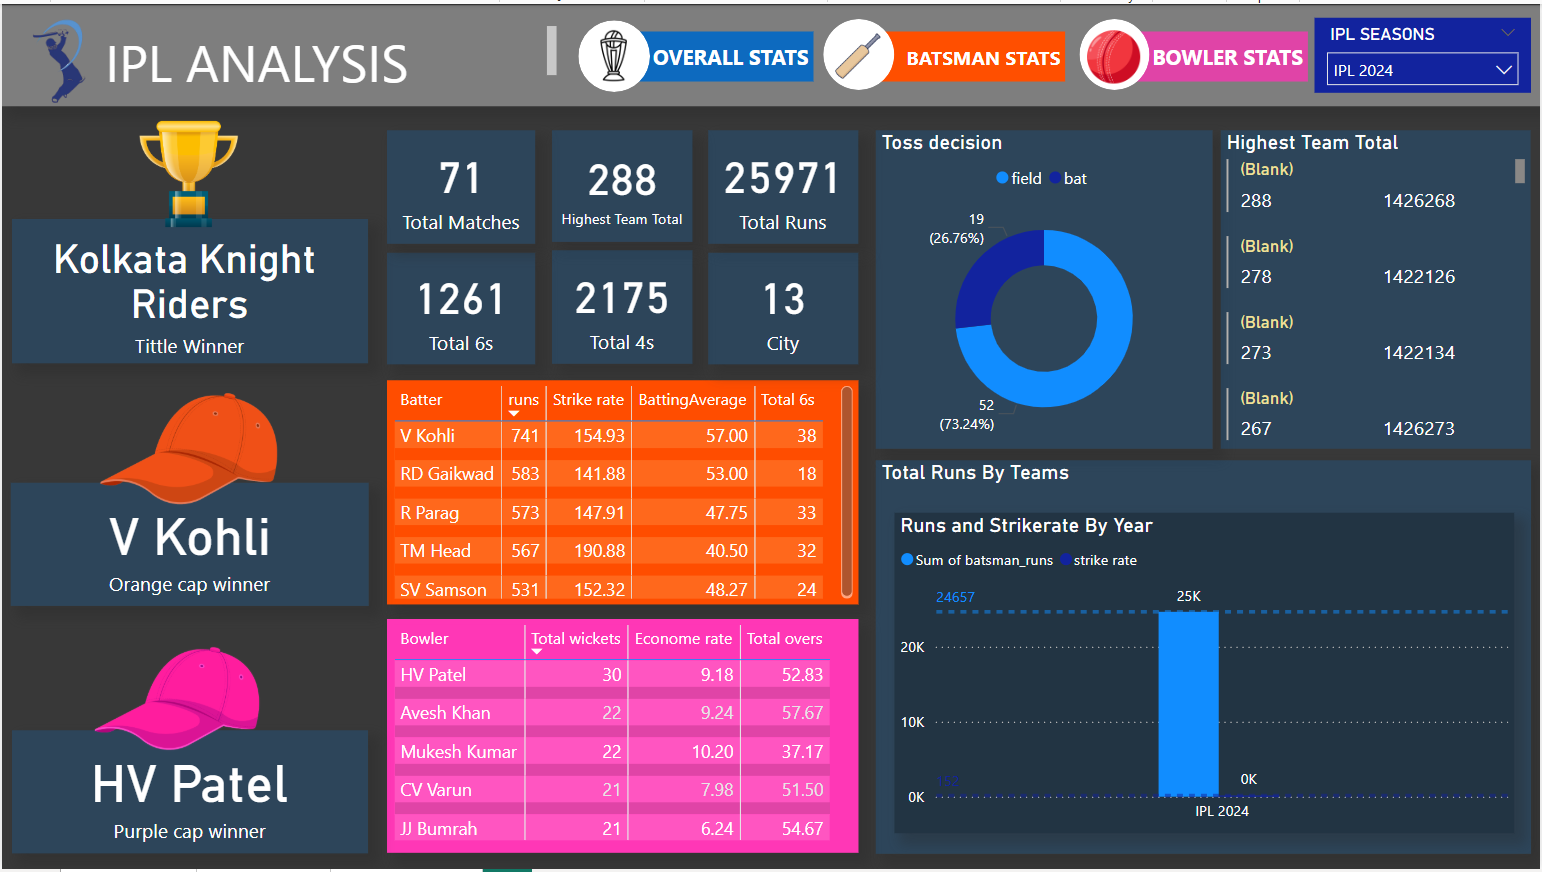 IPL ANALYSIS
OVERALL STATS
BATSMAN STATS
BOWLER STATS
IPL SEASONS
IPL 2024
Kolkata Knight
Riders
Tittle Winner
V Kohli
Orange cap winner
HV Patel
Purple cap winner
71
Total Matches
288
Highest Team Total
25971
Total Runs
1261
Total 6s
2175
Total 4s
13
City
Batter runs Strike rate BattingAverage Total 6s
V Kohli 741 154.93 57.00 38
RD Gaikwad 583 141.88 53.00 18
R Parag 573 147.91 47.75 33
TM Head 567 190.88 40.50 32
SV Samson 531 152.32 48.27 24
Bowler Total wickets Econome rate Total overs
HV Patel 30 9.18 52.83
Avesh Khan 22 9.24 57.67
Mukesh Kumar 22 10.20 37.17
CV Varun 21 7.98 51.50
JJ Bumrah 21 6.24 54.67
Toss decision
field bat
19
(26.76%)
52
(73.24%)
Highest Team Total
(Blank)
288 1426268
(Blank)
278 1422126
(Blank)
273 1422134
(Blank)
267 1426273
Total Runs By Teams
Runs and Strikerate By Year
Sum of batsman_runs strike rate
24657
25K
20K
10K
0K
0K
IPL 2024